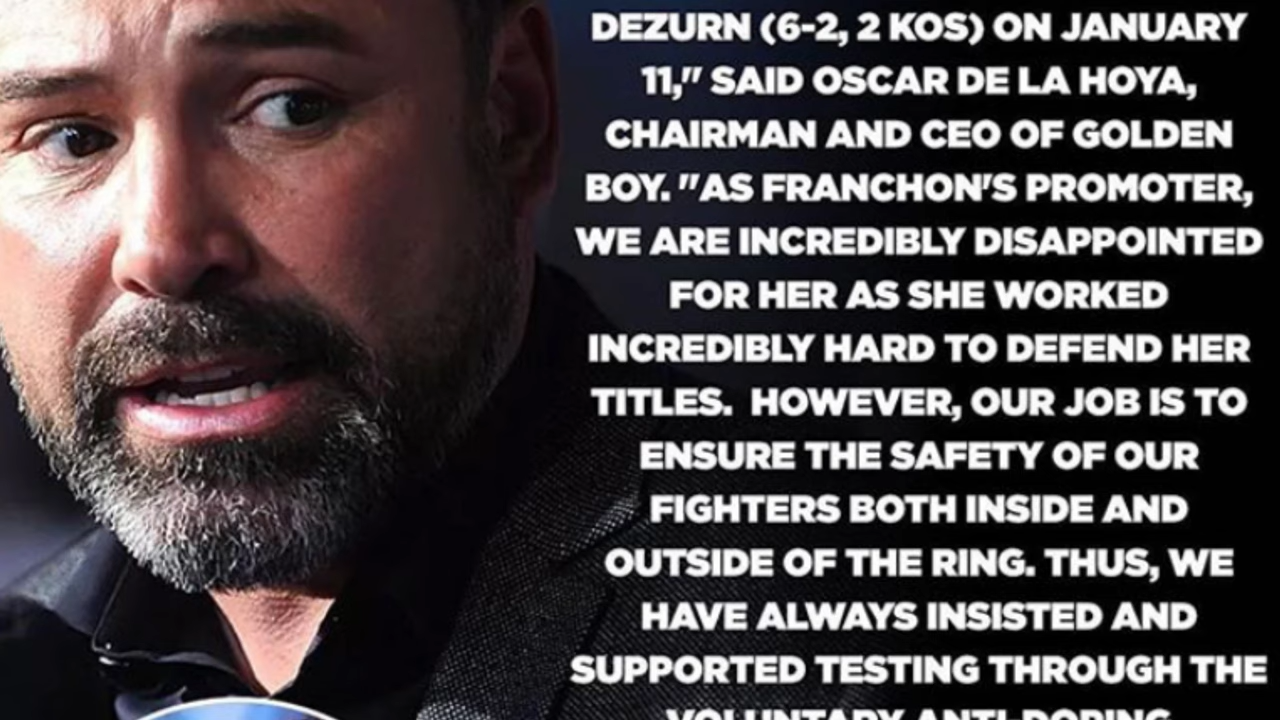 DEZURN (6-2, 2 KOS) ON JANUARY
11," SAID OSCAR DE LA HOYA,
CHAIRMAN AND CEO OF GOLDEN
BOY. "AS FRANCHON'S PROMOTER,
WE ARE INCREDIBLY DISAPPOINTED
FOR HER AS SHE WORKED
INCREDIBLY HARD TO DEFEND HER
TITLES. HOWEVER, OUR JOB IS TO
ENSURE THE SAFETY OF OUR
FIGHTERS BOTH INSIDE AND
OUTSIDE OF THE RING. THUS, WE
HAVE ALWAYS INSISTED AND
SUPPORTED TESTING THROUGH THE
VOLUNTARY ANTI-DOPING